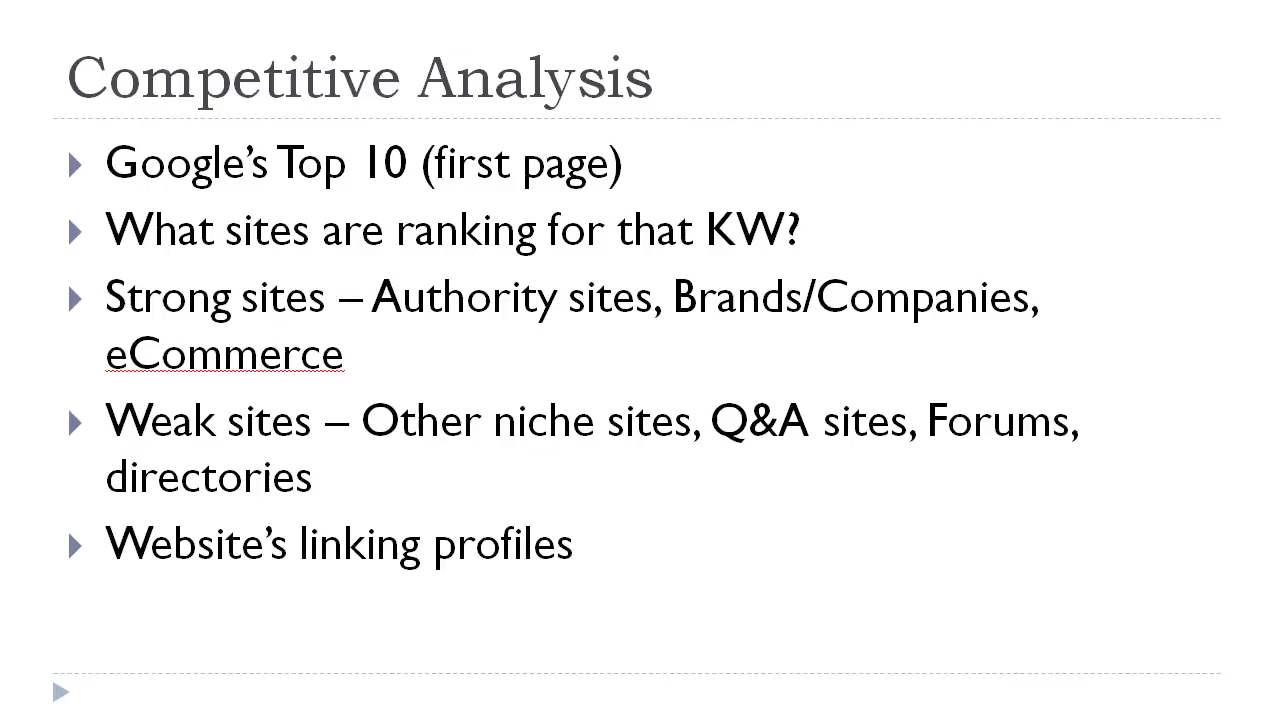 Competitive Analysis
Google’s Top 10 (first page)
What sites are ranking for that KW?
Strong sites – Authority sites, Brands/Companies,
eCommerce
Weak sites – Other niche sites, Q&A sites, Forums,
directories
Website’s linking profiles